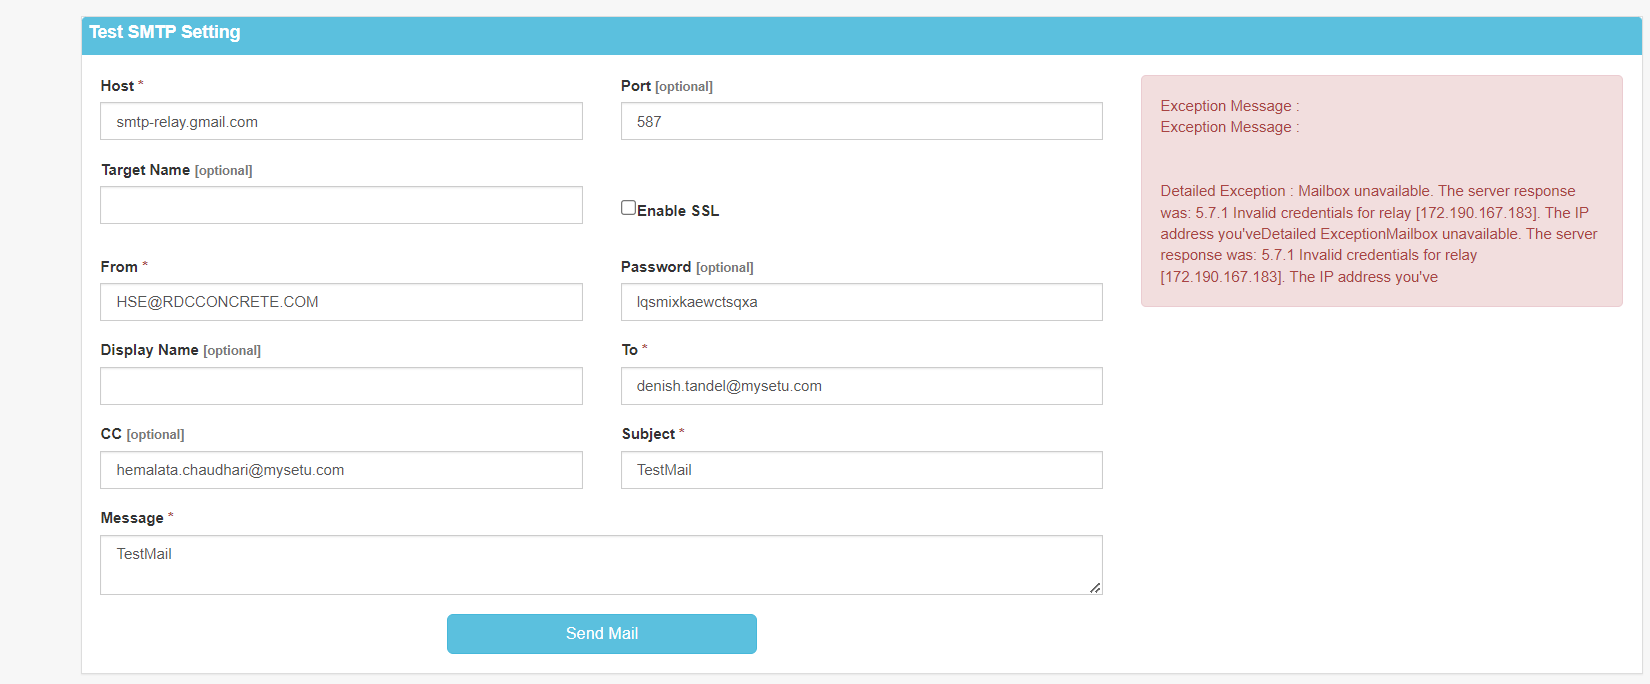 Test SMTP Setting
Host *
smtp-relay.gmail.com
Port [optional]
587
Target Name [optional]
Enable SSL
From *
HSE@RDCCONCRETE.COM
Password [optional]
lqsmixkaewctsqxa
Display Name [optional]
To *
denish.tandel@mysetu.com
CC [optional]
hemalata.chaudhari@mysetu.com
Subject *
TestMail
Message *
TestMail
Send Mail
Exception Message :
Exception Message :
Detailed Exception : Mailbox unavailable. The server response
was: 5.7.1 Invalid credentials for relay [172.190.167.183]. The IP
address you'veDetailed ExceptionMailbox unavailable. The server
response was: 5.7.1 Invalid credentials for relay
[172.190.167.183]. The IP address you've